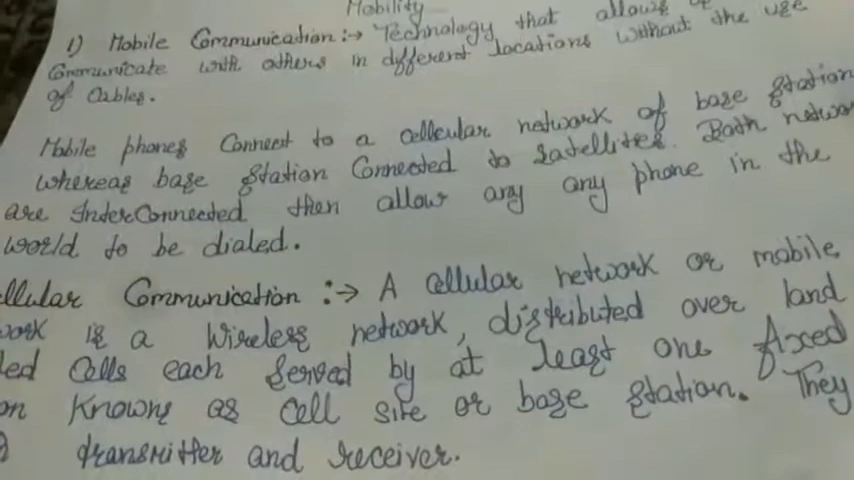 Mobility
1) Mobile Communication :→ Technology that allows
Communicate with others in different locations without the use
of Cables.
Mobile phones Connect to a cellular network of base station
whereas base station Connected to satellites. Both networ
are InterConnected then allow any any phone in the
world to be dialed.
llular Communication :→ A cellular network or mobile
work is a Wireless network, distributed over land
led Cells each served by at least one fixed
on Known as cell site or base station. They
transmitter and receiver.